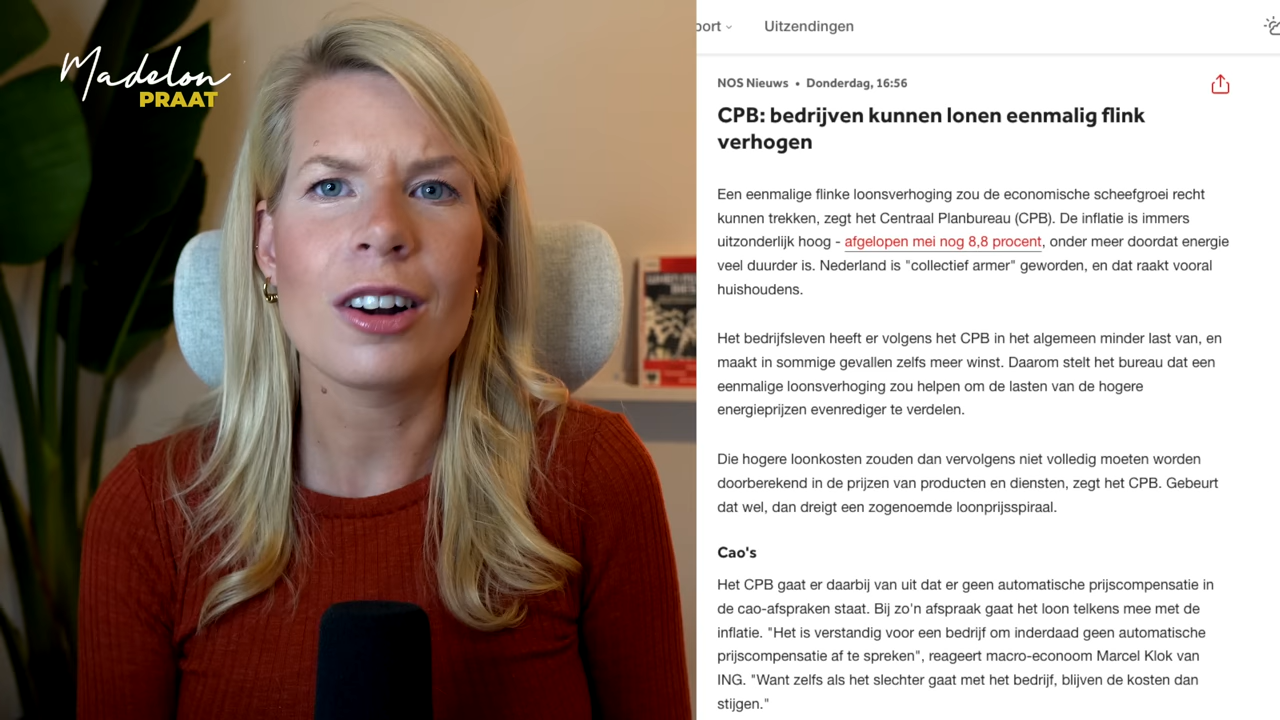 Madelon
PRAAT
port
Uitzendingen
NOS Nieuws • Donderdag, 16:56
CPB: bedrijven kunnen lonen eenmalig flink
verhogen
Een eenmalige flinke loonsverhoging zou de economische scheefgroei recht
kunnen trekken, zegt het Centraal Planbureau (CPB). De inflatie is immers
uitzonderlijk hoog - afgelopen mei nog 8,8 procent, onder meer doordat energie
veel duurder is. Nederland is "collectief armer" geworden, en dat raakt vooral
huishoudens.
Het bedrijfsleven heeft er volgens het CPB in het algemeen minder last van, en
maakt in sommige gevallen zelfs meer winst. Daarom stelt het bureau dat een
eenmalige loonsverhoging zou helpen om de lasten van de hogere
energieprijzen evenrediger te verdelen.
Die hogere loonkosten zouden dan vervolgens niet volledig moeten worden
doorberekend in de prijzen van producten en diensten, zegt het CPB. Gebeurt
dat wel, dan dreigt een zogenoemde loonprijsspiraal.
Cao's
Het CPB gaat er daarbij van uit dat er geen automatische prijscompensatie in
de cao-afspraken staat. Bij zo'n afspraak gaat het loon telkens mee met de
inflatie. "Het is verstandig voor een bedrijf om inderdaad geen automatische
prijscompensatie af te spreken", reageert macro-econoom Marcel Klok van
ING. "Want zelfs als het slechter gaat met het bedrijf, blijven de kosten dan
stijgen."